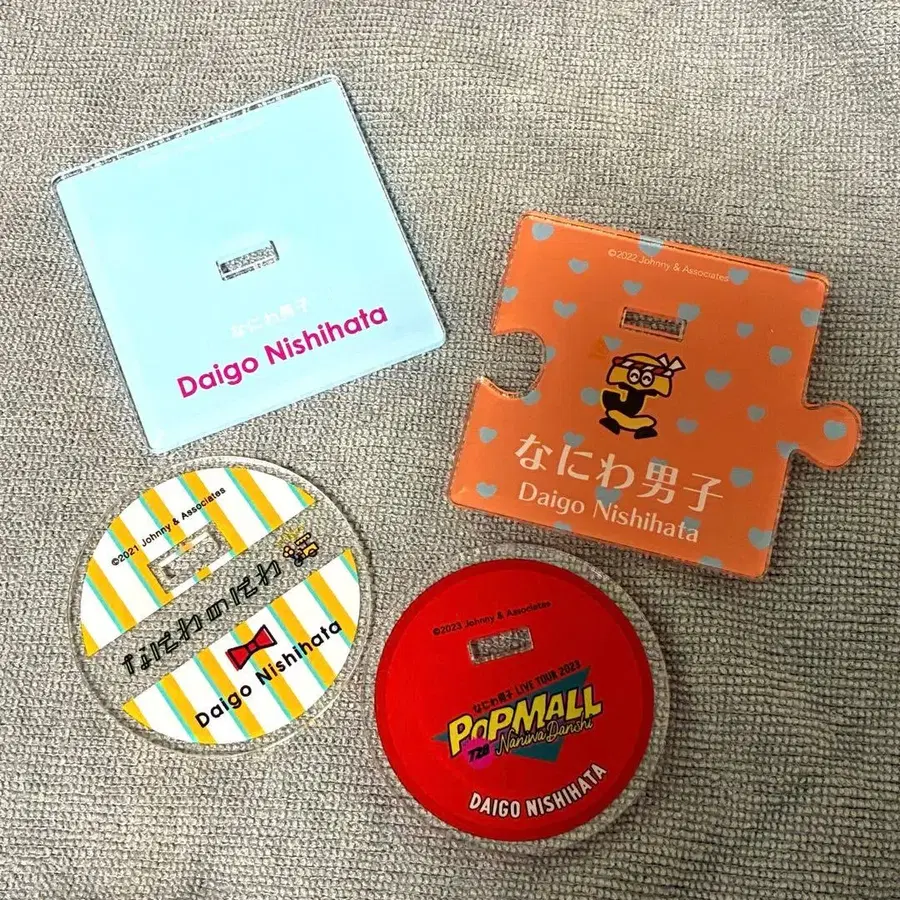 なにわ男子
Daigo Nishihata
©2022 Johnny & Associates
なにわ男子
Daigo Nishihata
©2021 Johnny & Associates
なにわのにわ
Daigo Nishihata
©2023 Johnny & Associates
なにわ男子 LIVE TOUR 2023
POPMALL
728
Naniwa Danshi
DAIGO NISHIHATA